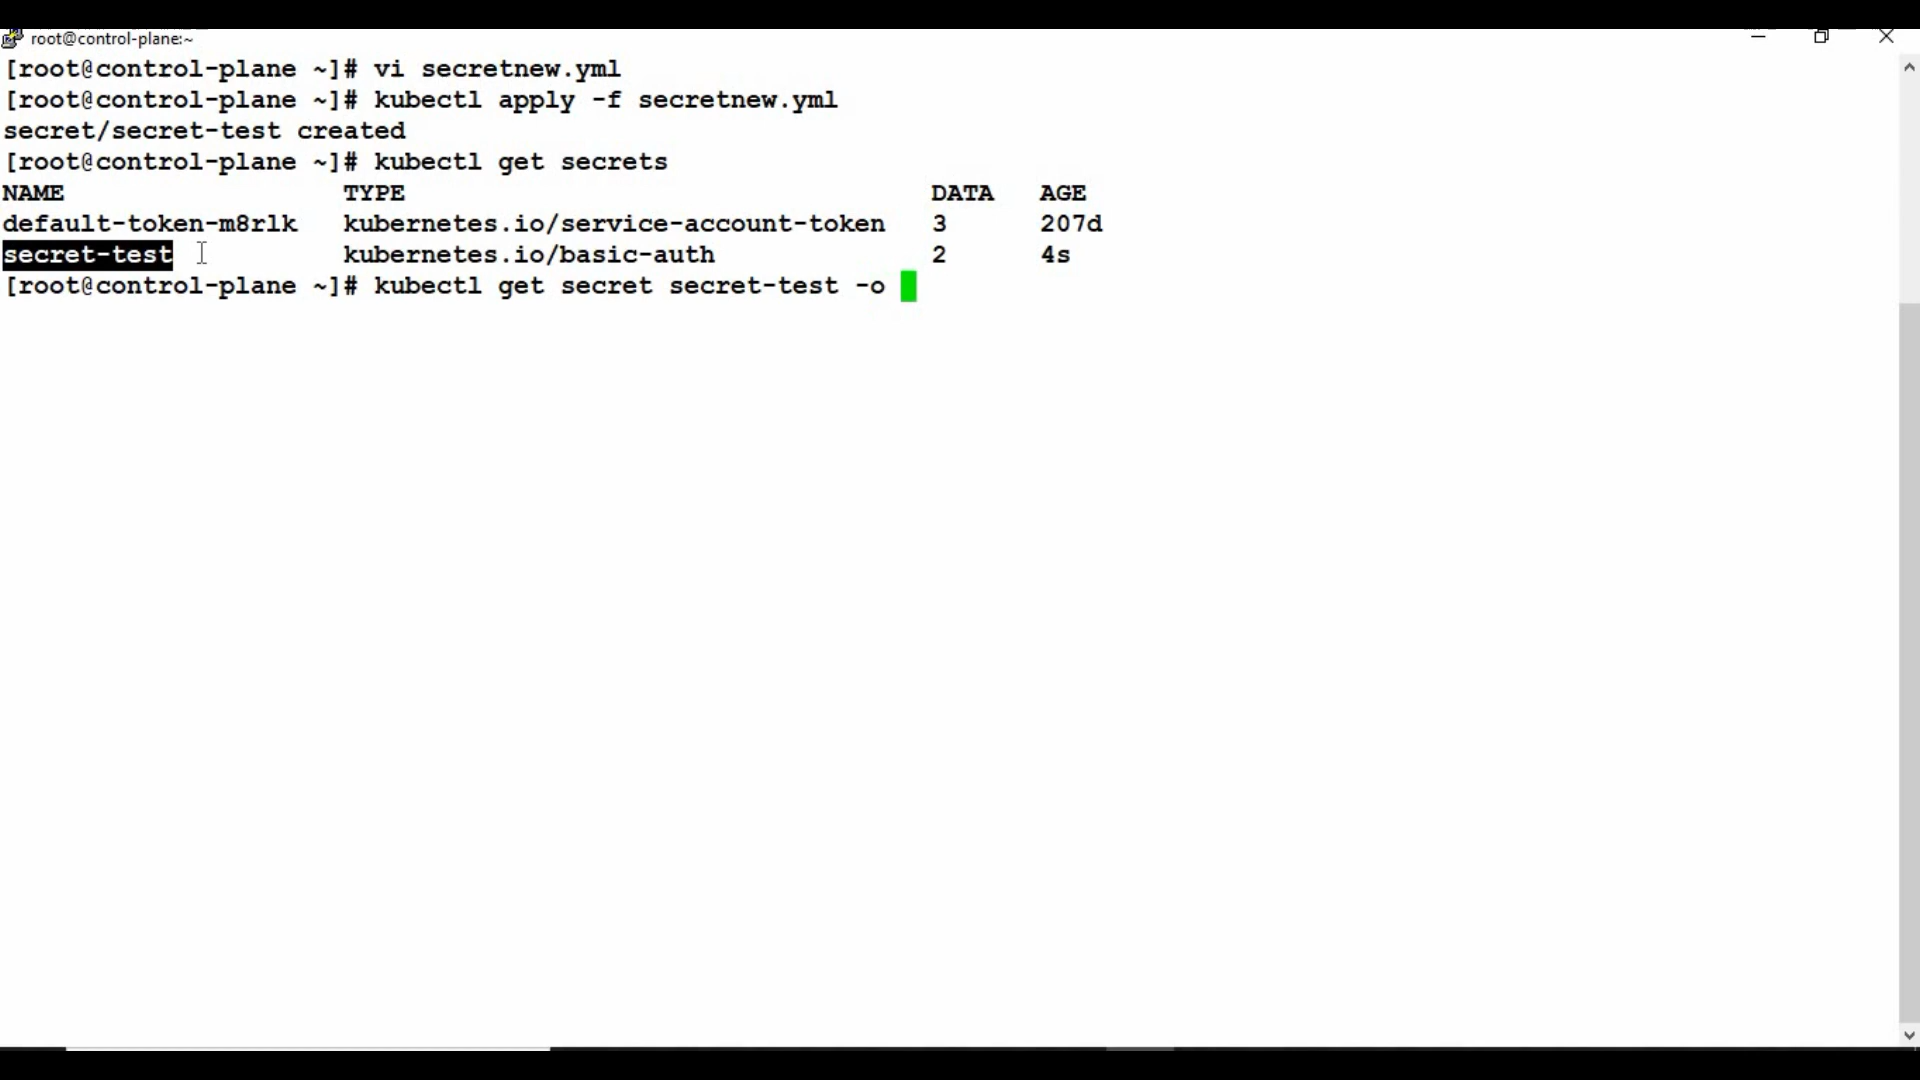 root@control-plane:~
[root@control-plane ~]# vi secretnew.yml
[root@control-plane ~]# kubectl apply -f secretnew.yml
secret/secret-test created
[root@control-plane ~]# kubectl get secrets
NAME                  TYPE                                  DATA   AGE
default-token-m8rlk   kubernetes.io/service-account-token   3      207d
secret-test           kubernetes.io/basic-auth              2      4s
[root@control-plane ~]# kubectl get secret secret-test -o